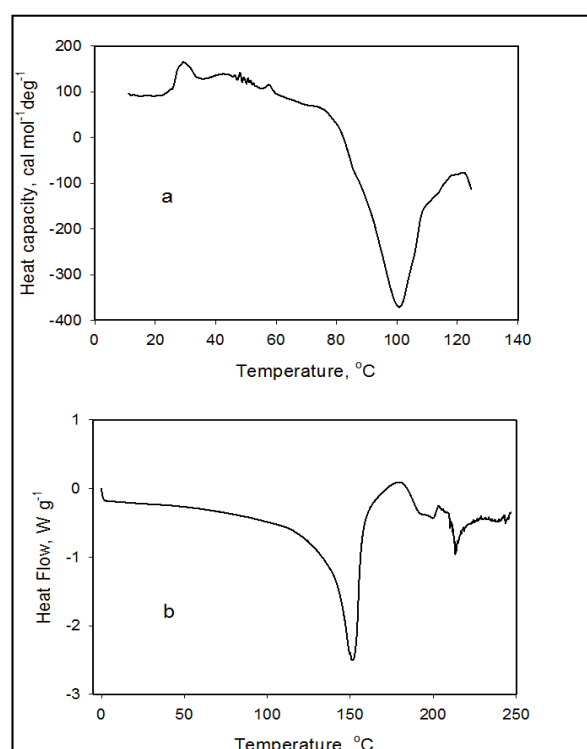 200
100
0
-100
-200
-300
-400
Heat capacity, cal mol⁻¹deg⁻¹
a
0 20 40 60 80 100 120 140
Temperature, °C
1
0
-1
-2
-3
Heat Flow, W g⁻¹
b
0 50 100 150 200 250
Temperature, °C